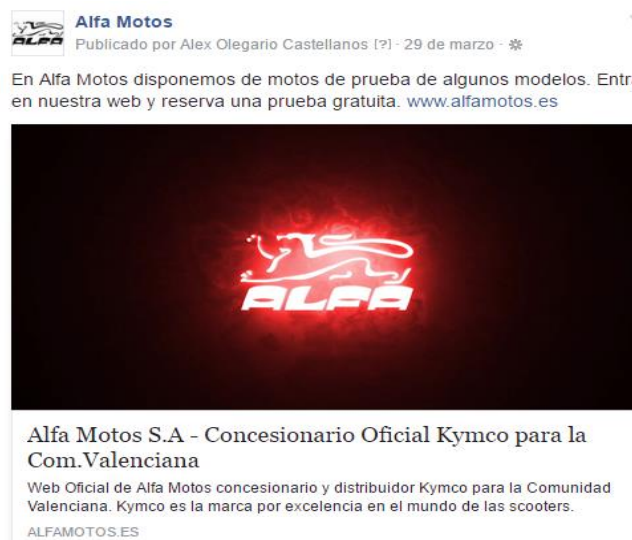 ALFA
Alfa Motos
Publicado por Alex Olegario Castellanos [?] · 29 de marzo ·
En Alfa Motos disponemos de motos de prueba de algunos modelos. Entra
en nuestra web y reserva una prueba gratuita. www.alfamotos.es
ALFA
Alfa Motos S.A - Concesionario Oficial Kymco para la
Com.Valenciana
Web Oficial de Alfa Motos concesionario y distribuidor Kymco para la Comunidad
Valenciana. Kymco es la marca por excelencia en el mundo de las scooters.
ALFAMOTOS.ES